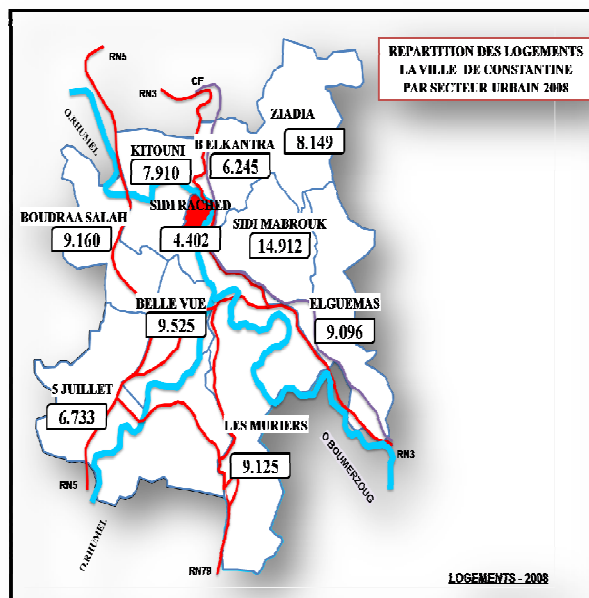 REPARTITION DES LOGEMENTS
LA VILLE DE CONSTANTINE
PAR SECTEUR URBAIN 2008
RN5
RN3
CF
O.RHUMEL
ZIADIA
8.149
B ELKANTRA
6.245
KITOUNI
7.910
SIDI RACHED
4.402
BOUDRAA SALAH
9.160
SIDI MABROUK
14.912
BELLE VUE
9.525
ELGUEMAS
9.096
5 JUILLET
6.733
LES MURIERS
9.125
RN5
O.RHUMEL
RN79
O BOUMERZOUG
RN3
LOGEMENTS - 2008